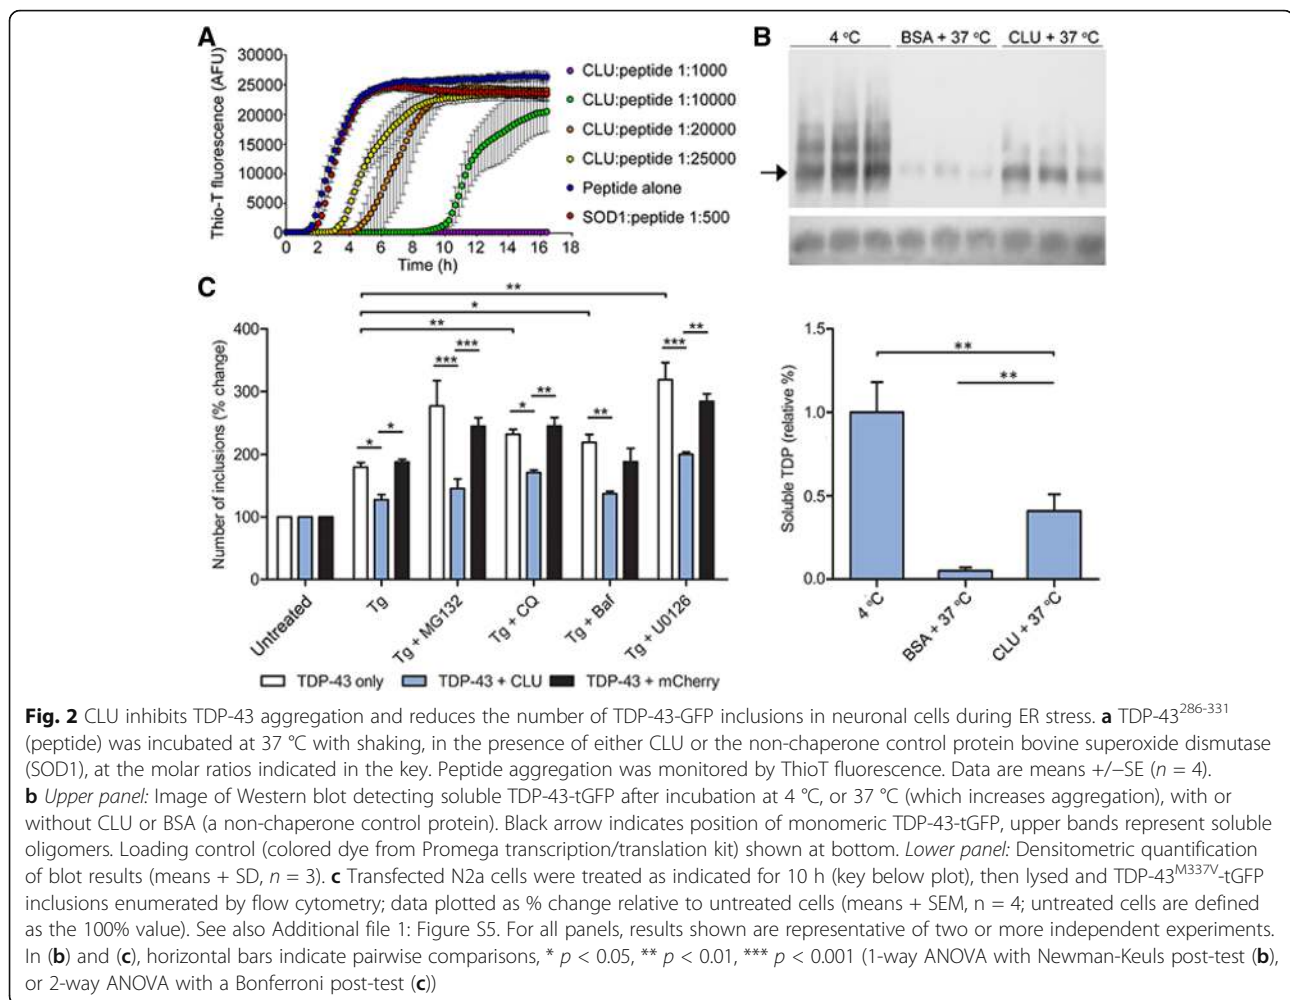 A
Thio-T fluorescence (AFU)
30000
25000
20000
15000
10000
5000
0
0 2 4 6 8 10 12 14 16 18
Time (h)
CLU:peptide 1:1000
CLU:peptide 1:10000
CLU:peptide 1:20000
CLU:peptide 1:25000
Peptide alone
SOD1:peptide 1:500
B
4 °C BSA + 37 °C CLU + 37 °C
C
Number of inclusions (% change)
400
300
200
100
0
** 
*
**
* *
*** ***
* **
**
*** **
Untreated
Tg
Tg + MG132
Tg + CQ
Tg + Baf
Tg + U0126
TDP-43 only TDP-43 + CLU TDP-43 + mCherry
Soluble TDP (relative %)
1.5
1.0
0.5
0.0
**
**
4 °C
BSA + 37 °C
CLU + 37 °C
Fig. 2 CLU inhibits TDP-43 aggregation and reduces the number of TDP-43-GFP inclusions in neuronal cells during ER stress. a TDP-43²⁸⁶⁻³³¹
(peptide) was incubated at 37 °C with shaking, in the presence of either CLU or the non-chaperone control protein bovine superoxide dismutase
(SOD1), at the molar ratios indicated in the key. Peptide aggregation was monitored by ThioT fluorescence. Data are means +/−SE (n = 4).
b Upper panel: Image of Western blot detecting soluble TDP-43-tGFP after incubation at 4 °C, or 37 °C (which increases aggregation), with or
without CLU or BSA (a non-chaperone control protein). Black arrow indicates position of monomeric TDP-43-tGFP, upper bands represent soluble
oligomers. Loading control (colored dye from Promega transcription/translation kit) shown at bottom. Lower panel: Densitometric quantification
of blot results (means + SD, n = 3). c Transfected N2a cells were treated as indicated for 10 h (key below plot), then lysed and TDP-43ᴹ³³⁷ⱽ-tGFP
inclusions enumerated by flow cytometry; data plotted as % change relative to untreated cells (means + SEM, n = 4; untreated cells are defined
as the 100% value). See also Additional file 1: Figure S5. For all panels, results shown are representative of two or more independent experiments.
In (b) and (c), horizontal bars indicate pairwise comparisons, * p < 0.05, ** p < 0.01, *** p < 0.001 (1-way ANOVA with Newman-Keuls post-test (b),
or 2-way ANOVA with a Bonferroni post-test (c))